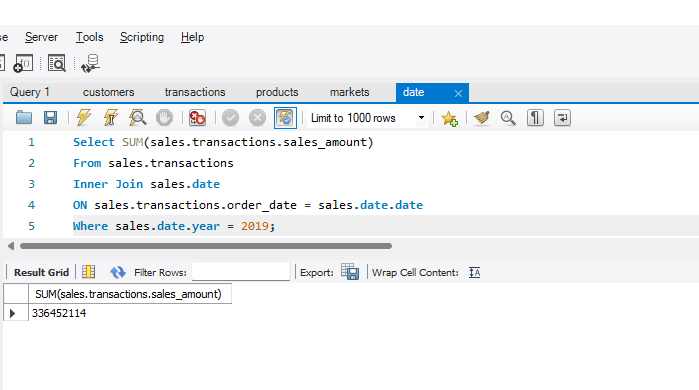 se Server Tools Scripting Help
Query 1 customers transactions products markets date
Limit to 1000 rows
1 Select SUM(sales.transactions.sales_amount)
2 From sales.transactions
3 Inner Join sales.date
4 ON sales.transactions.order_date = sales.date.date
5 Where sales.date.year = 2019;
Result Grid Filter Rows: Export: Wrap Cell Content:
SUM(sales.transactions.sales_amount)
336452114